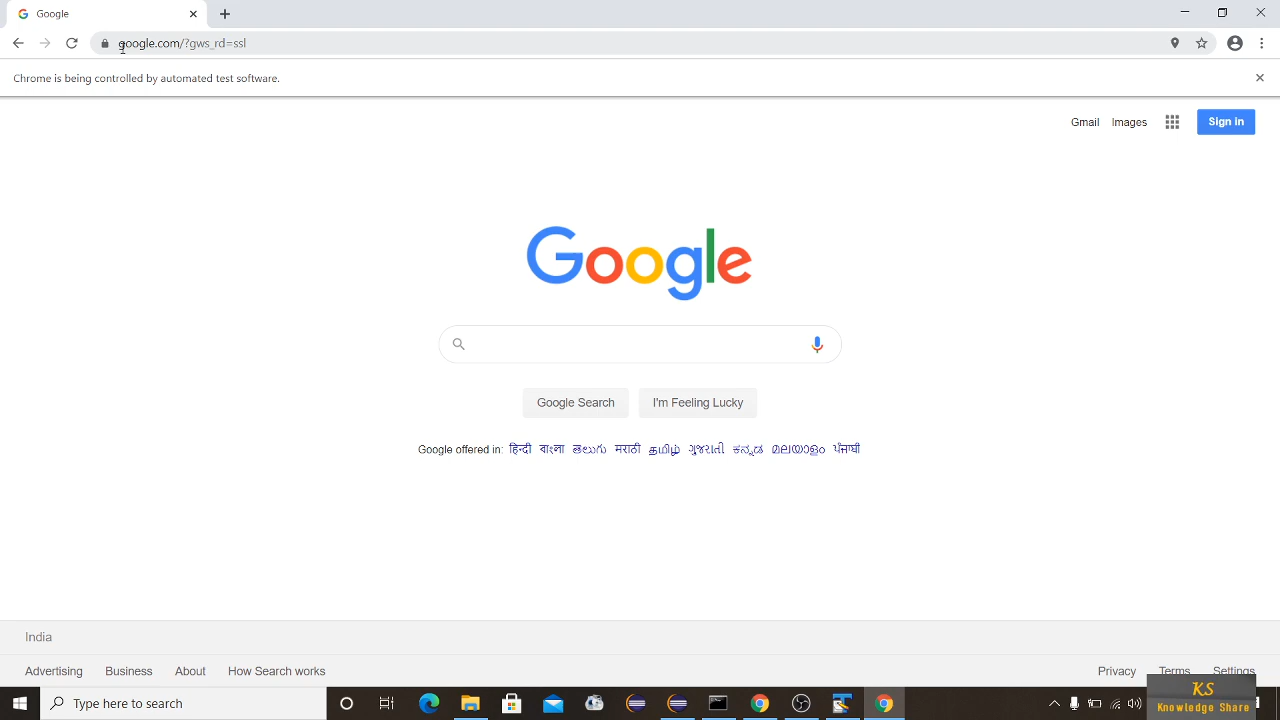 Google
google.com/?gws_rd=ssl
Chrome is being controlled by automated test software.
Gmail Images Sign in
Google
Google Search I'm Feeling Lucky
Google offered in: हिन्दी বাংলা తెలుగు मराठी தமிழ் ગુજરાતી ಕನ್ನಡ മലയാളം ਪੰਜਾਬੀ
India
Advertising Business About How Search works
Privacy Terms Settings
Type here to search
KS
Knowledge Share